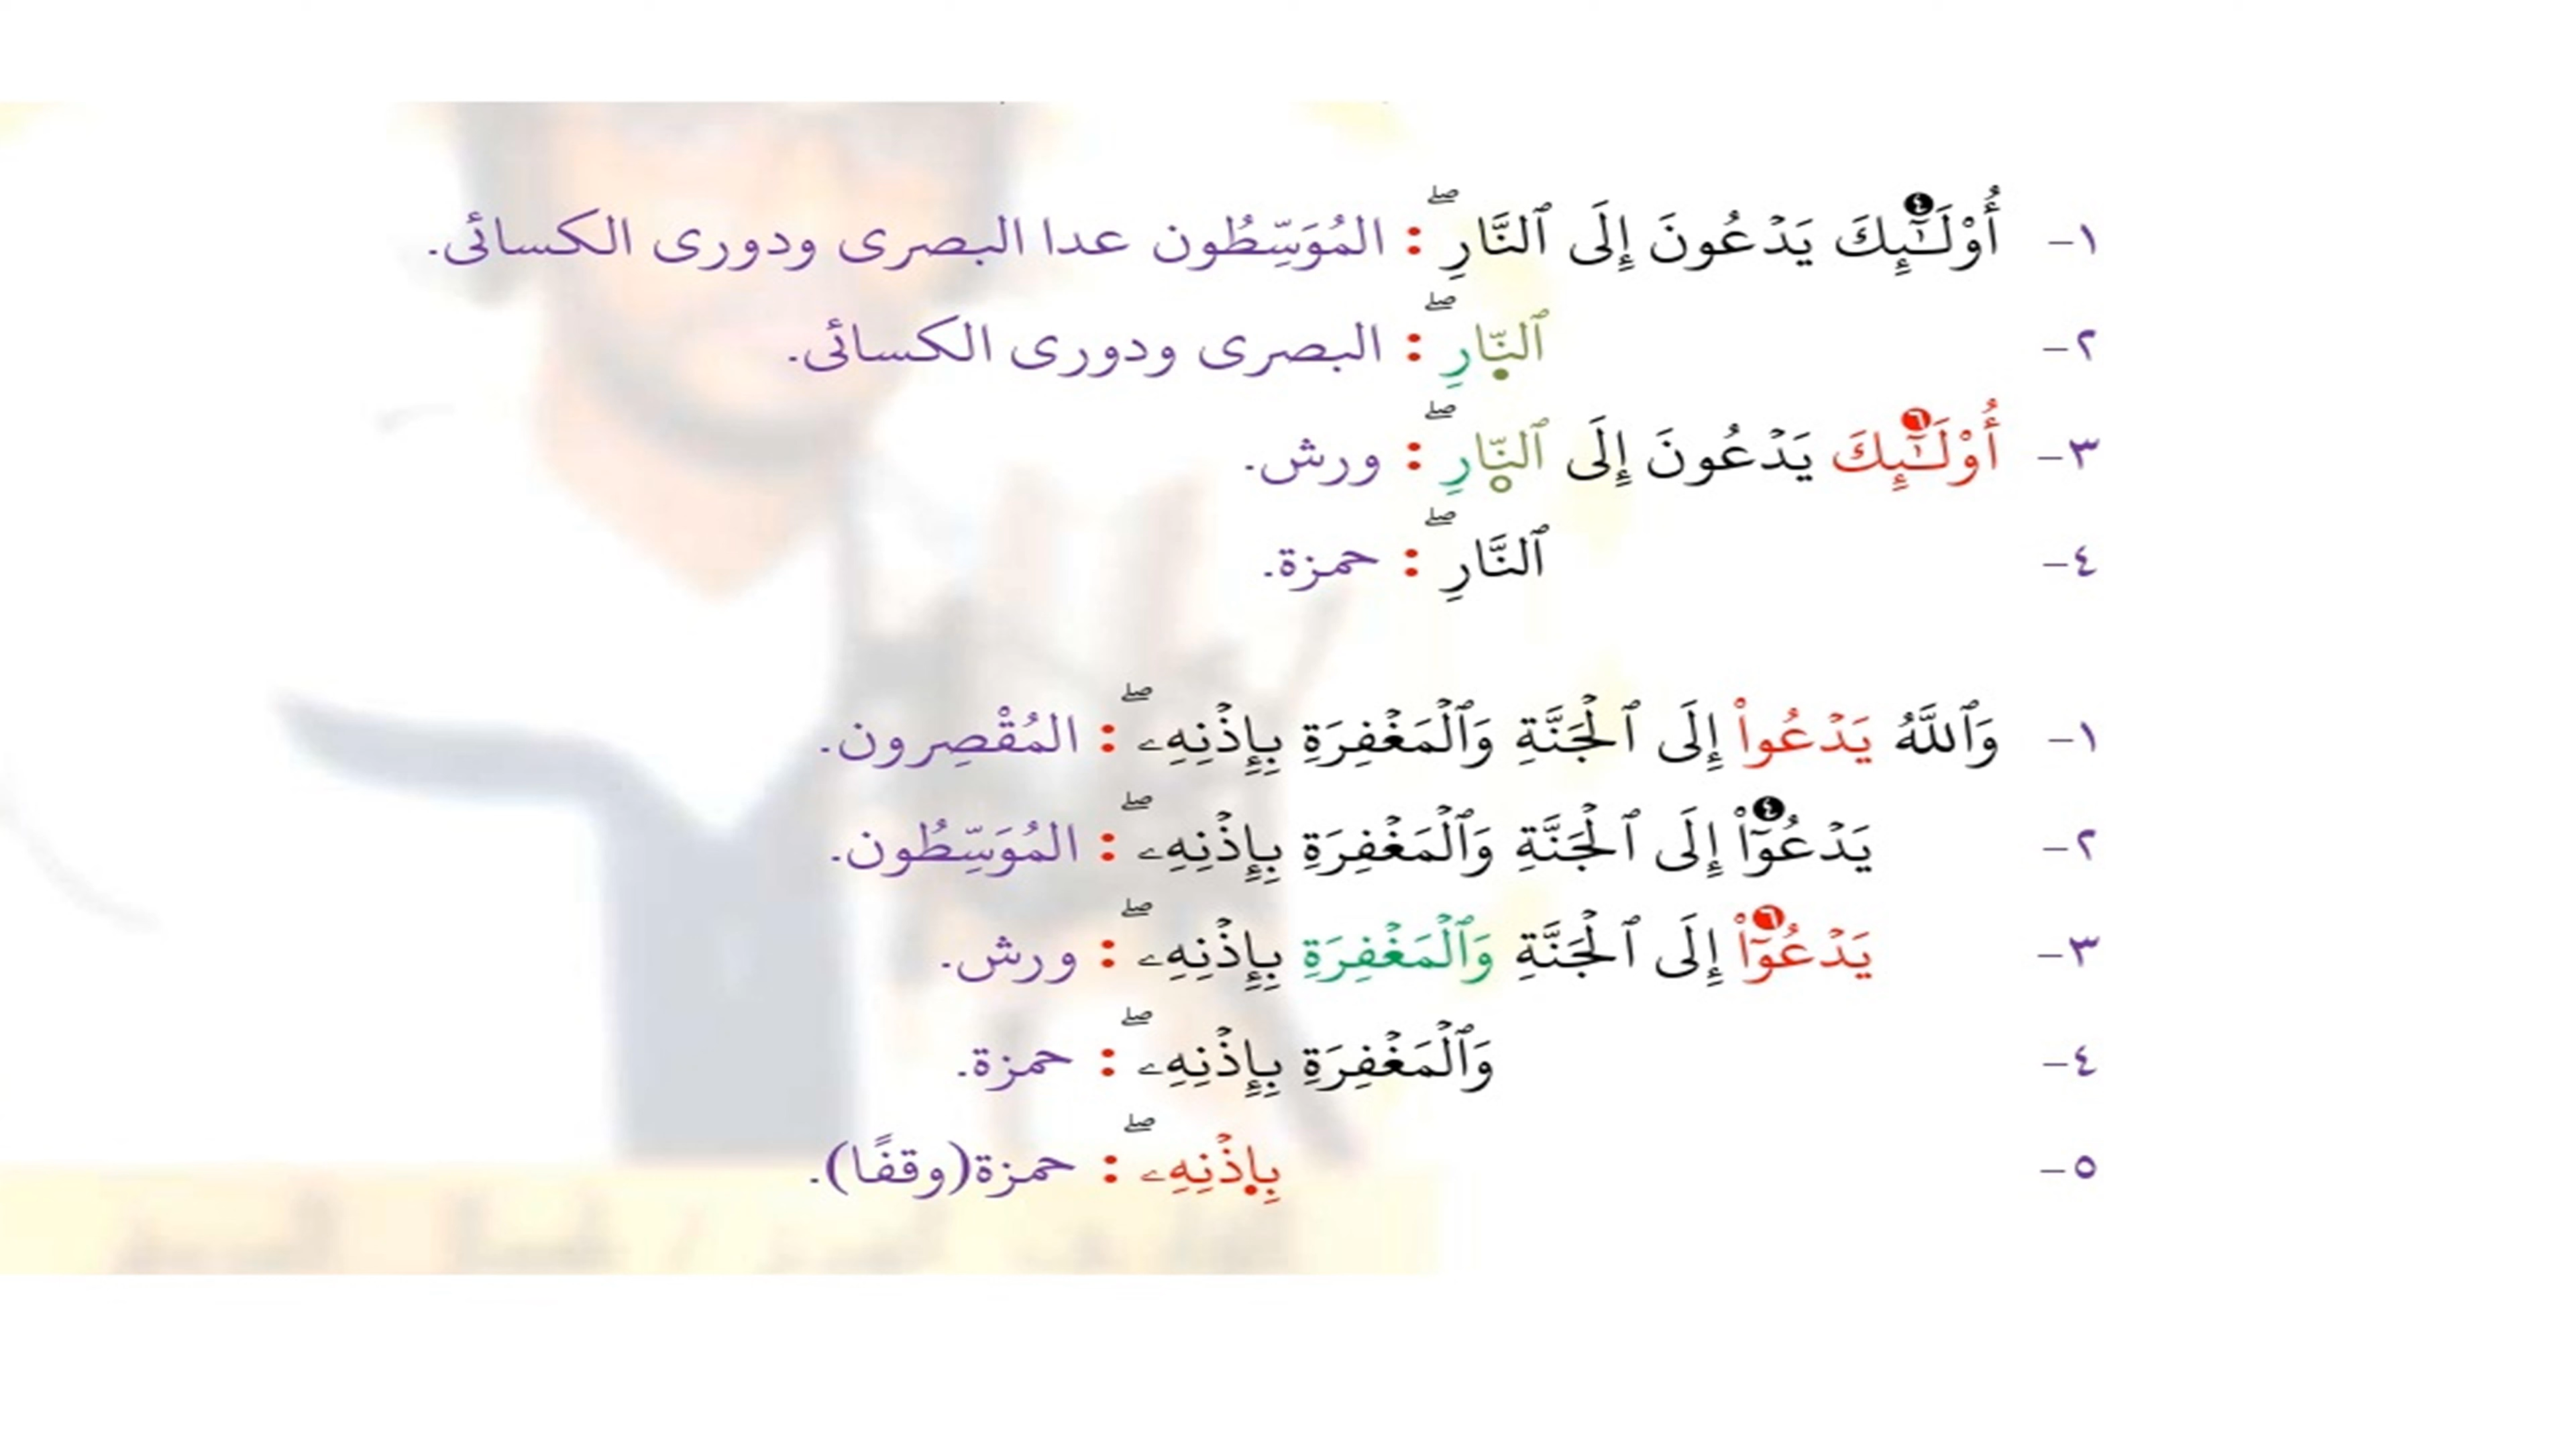 ١- أُوْلَـٰٓئِكَ يَدۡعُونَ إِلَى ٱلنَّارِۖ : المُوَسِّطُون عدا البصرى ودورى الكسائى.
٢- ٱلنّ۪ارِۖ : البصرى ودورى الكسائى.
٣- أُوْلَـٰٓئِكَ يَدۡعُونَ إِلَى ٱلنّ۪ارِۖ : ورش.
٤- ٱلنَّارِۖ : حمزة.
١- وَٱللَّهُ يَدۡعُواْ إِلَى ٱلۡجَنَّةِ وَٱلۡمَغۡفِرَةِ بِإِذۡنِهِۦۖ : المُقْصِرون.
٢- يَدۡعُوٓاْ إِلَى ٱلۡجَنَّةِ وَٱلۡمَغۡفِرَةِ بِإِذۡنِهِۦۖ : المُوَسِّطُون.
٣- يَدۡعُوٓاْ إِلَى ٱلۡجَنَّةِ وَٱلۡمَغۡفِرَةِ بِإِذۡنِهِۦۖ : ورش.
٤- وَٱلۡمَغۡفِرَةِ بِإِذۡنِهِۦۖ : حمزة.
٥- بِاذۡنِهِۦۖ : حمزة(وقفًا).